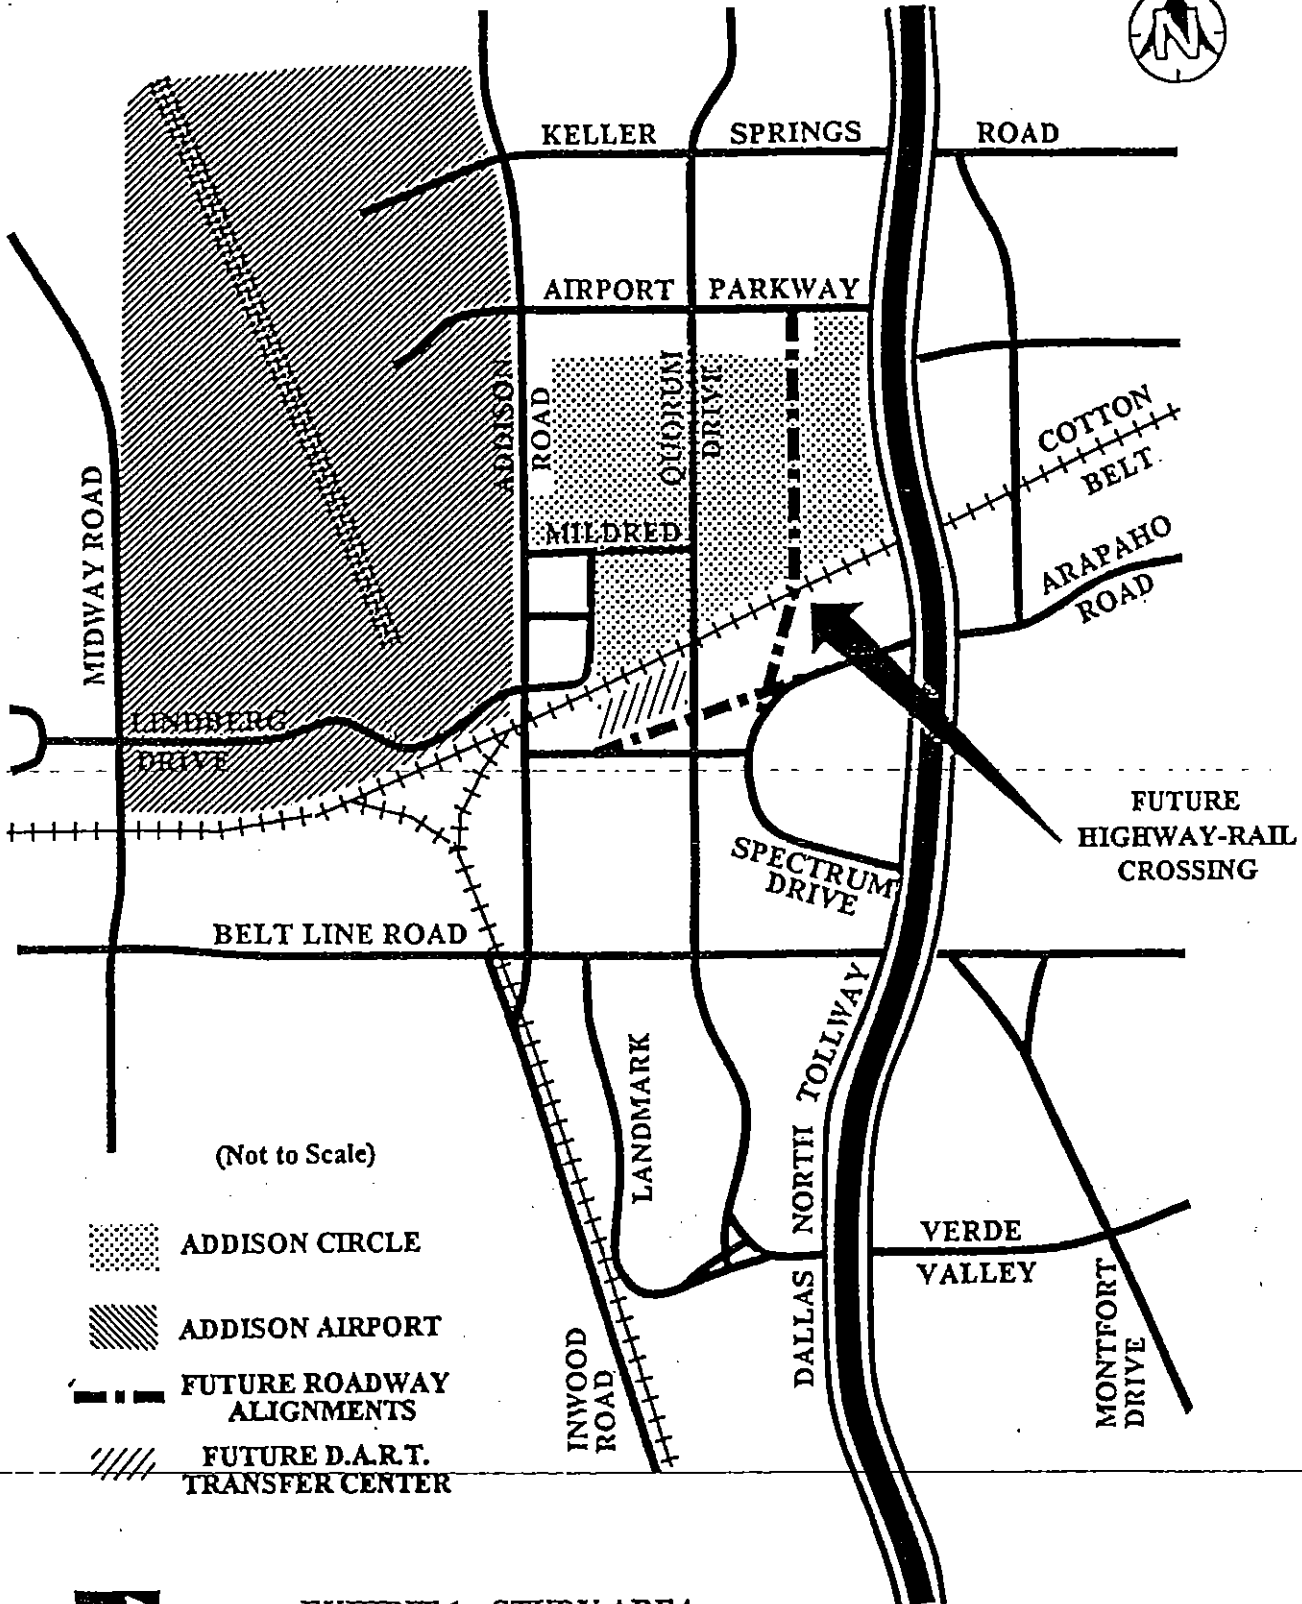 N
KELLER SPRINGS ROAD
AIRPORT PARKWAY
ADDISON
ROAD
QUORUM
DRIVE
COTTON
BELT
MILDRED
ARAPAHO
ROAD
MIDWAY ROAD
LINDBERG
DRIVE
FUTURE
HIGHWAY-RAIL
CROSSING
SPECTRUM
DRIVE
BELT LINE ROAD
LANDMARK
DALLAS NORTH TOLLWAY
(Not to Scale)
VERDE
VALLEY
MONTFORT
DRIVE
INWOOD
ROAD
ADDISON CIRCLE
ADDISON AIRPORT
FUTURE ROADWAY
ALIGNMENTS
FUTURE D.A.R.T.
TRANSFER CENTER